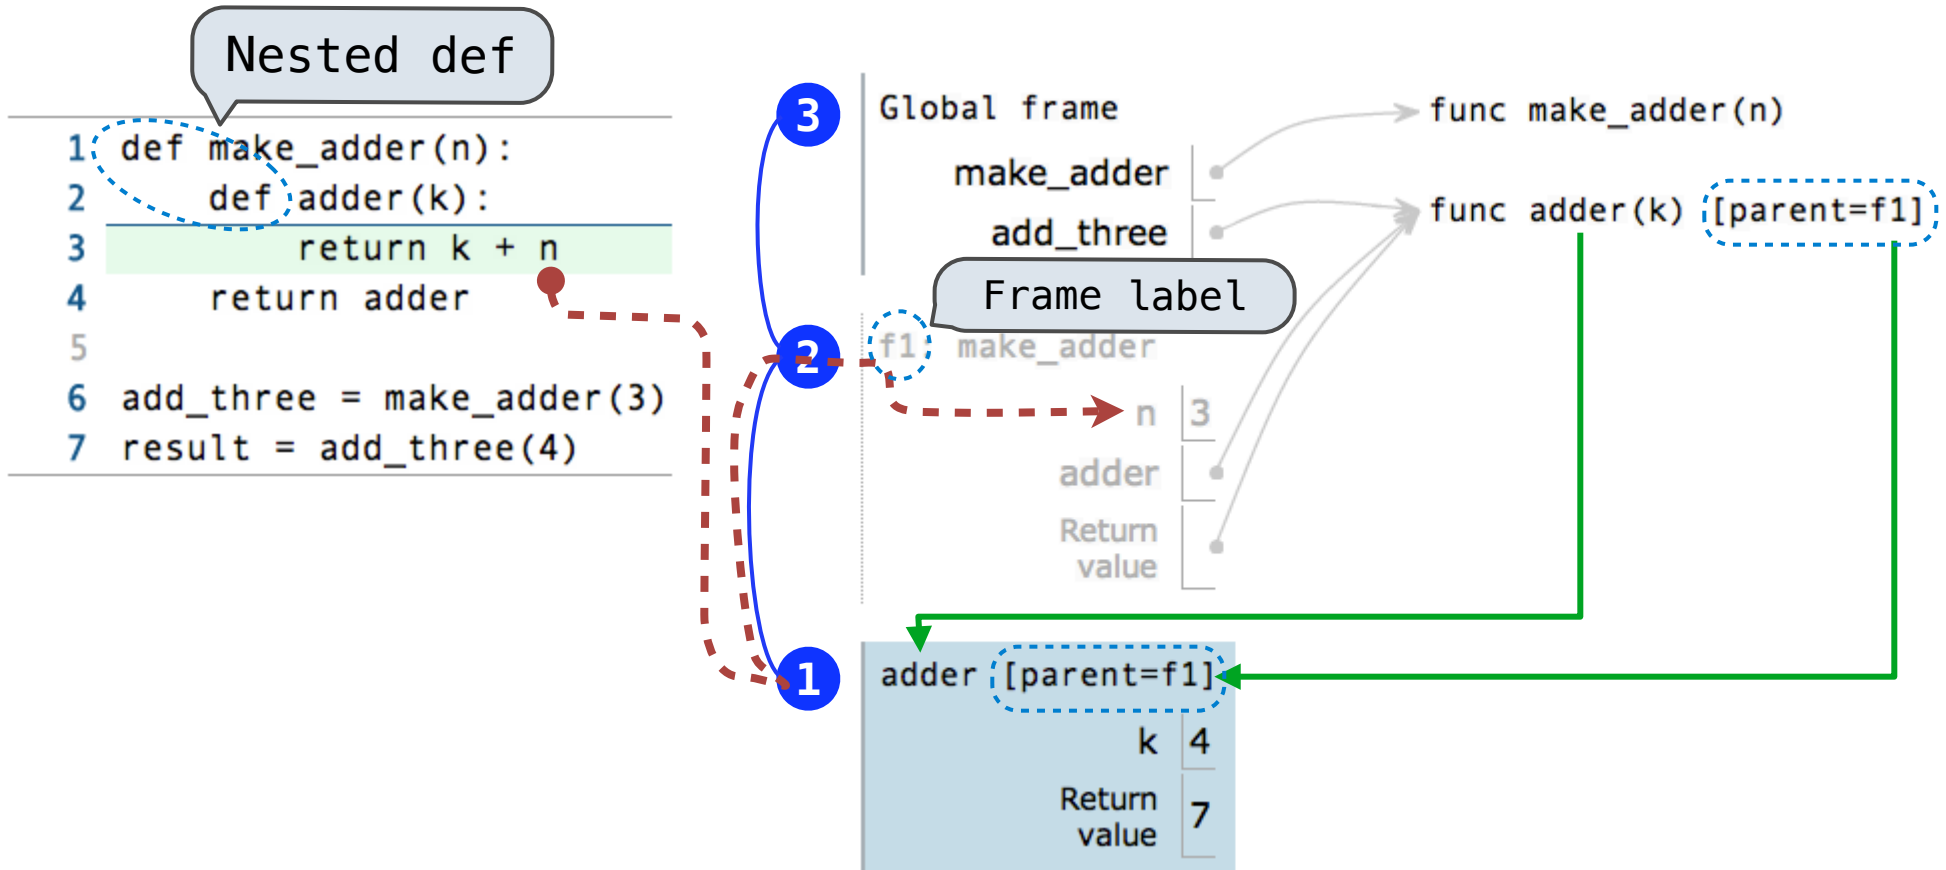 Nested def
1 def make_adder(n):
2 def adder(k):
3 return k + n
4 return adder
5
6 add_three = make_adder(3)
7 result = add_three(4)
3
Global frame
make_adder
add_three
func make_adder(n)
func adder(k) [parent=f1]
Frame label
2
f1: make_adder
n 3
adder
Return
value
1
adder [parent=f1]
k 4
Return
value 7